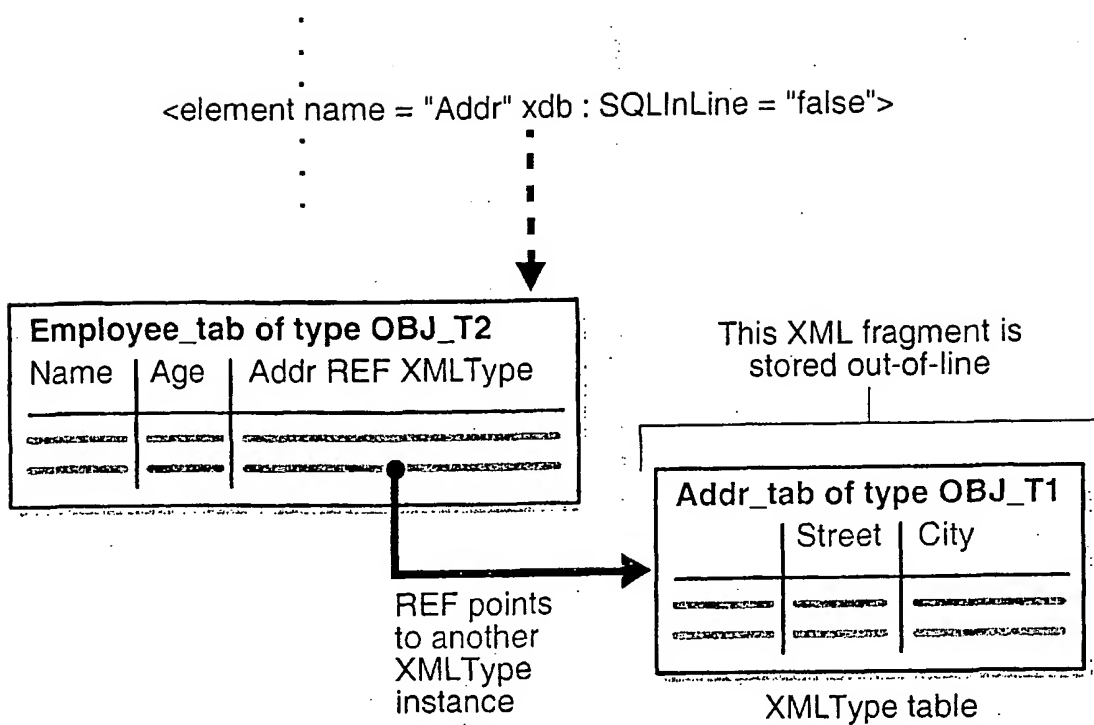 <element name = "Addr" xdb : SQLInLine = "false">
Employee_tab of type OBJ_T2
Name Age Addr REF XMLType
This XML fragment is
stored out-of-line
Addr_tab of type OBJ_T1
Street City
REF points
to another
XMLType
instance
XMLType table